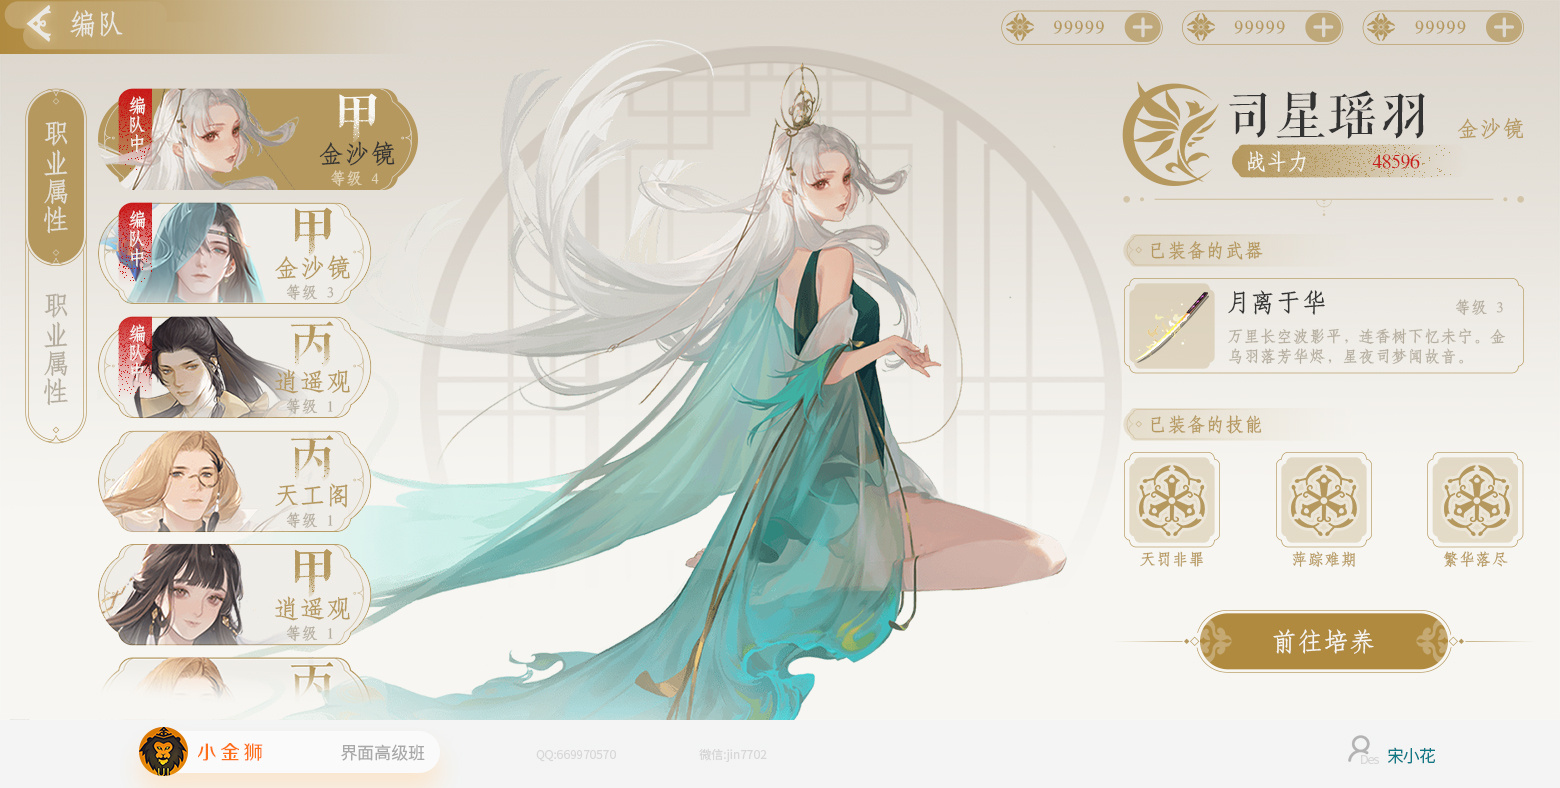 编队
99999
99999
99999
职业属性
职业属性
编队中
甲
金沙镜
等级 4
编队中
甲
金沙镜
等级 3
编队中
丙
逍遥观
等级 1
丙
天工阁
等级 1
甲
逍遥观
等级 1
丙
司星瑶羽
金沙镜
战斗力 48596
已装备的武器
月离于华
等级 3
万里长空波影平，连香树下忆未宁。金
乌羽落芳华烬，星夜司梦闻故音。
已装备的技能
天罚非罪
萍踪难期
繁华落尽
前往培养
小金狮
界面高级班
QQ:669970570
微信:jin7702
Des
宋小花